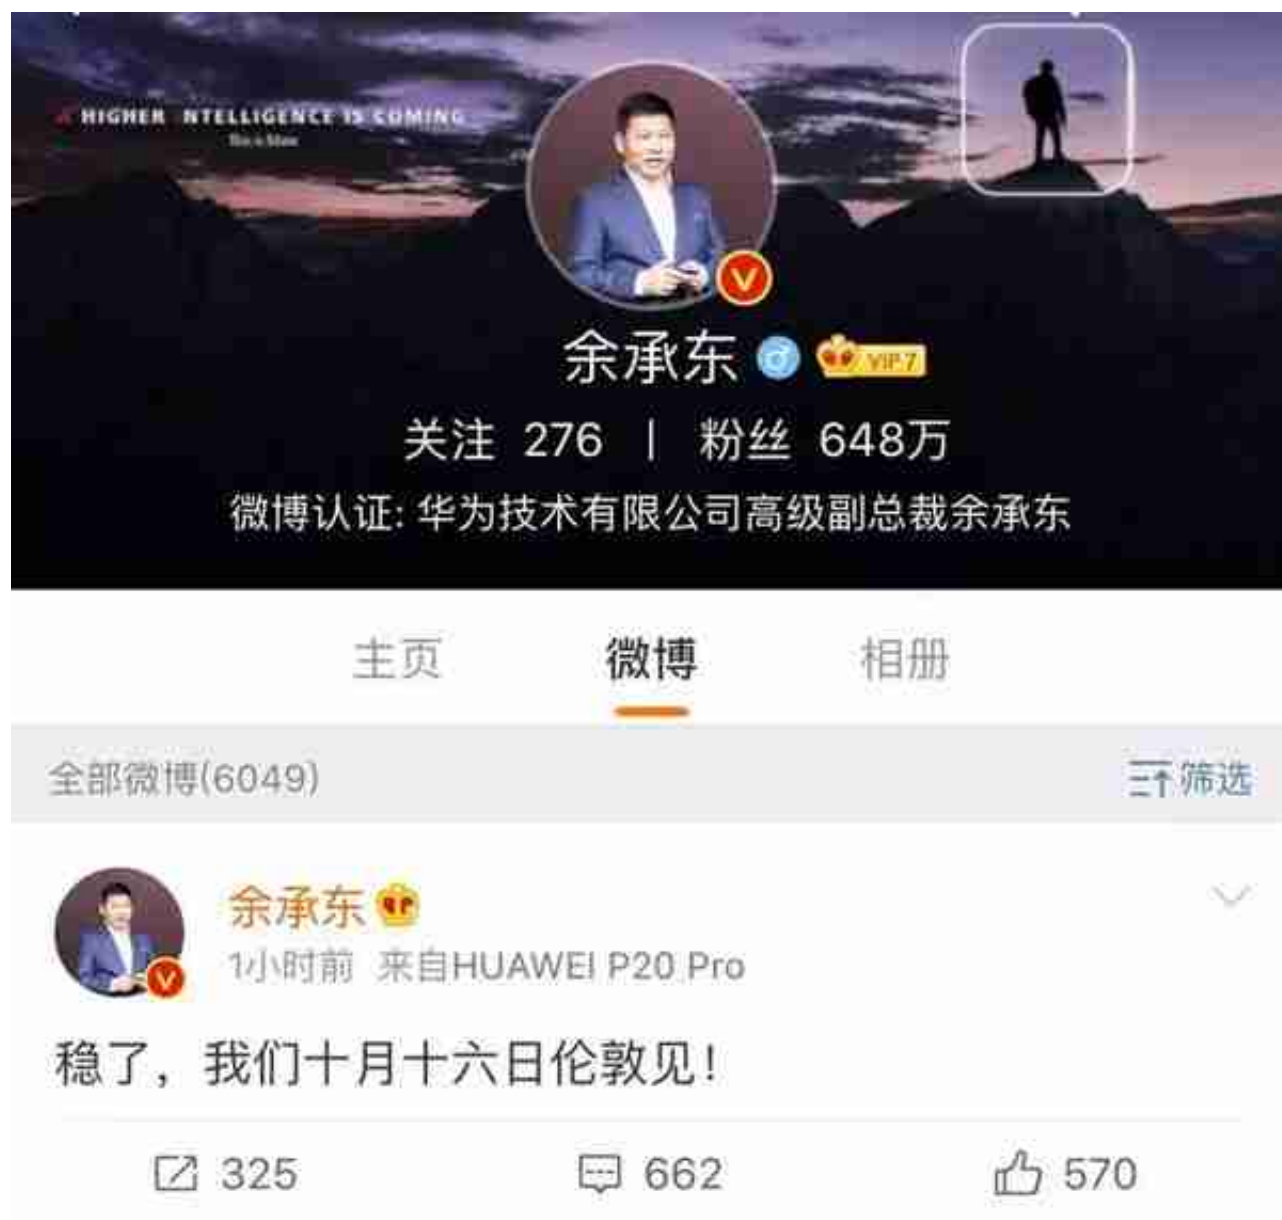 HIGHER INTELLIGENCE IS COMING
余承东 VIP 7
关注 276 | 粉丝 648万
微博认证: 华为技术有限公司高级副总裁余承东
主页 微博 相册
全部微博(6049) 筛选
余承东
1小时前 来自HUAWEI P20 Pro
稳了，我们十月十六日伦敦见！
325 662 570